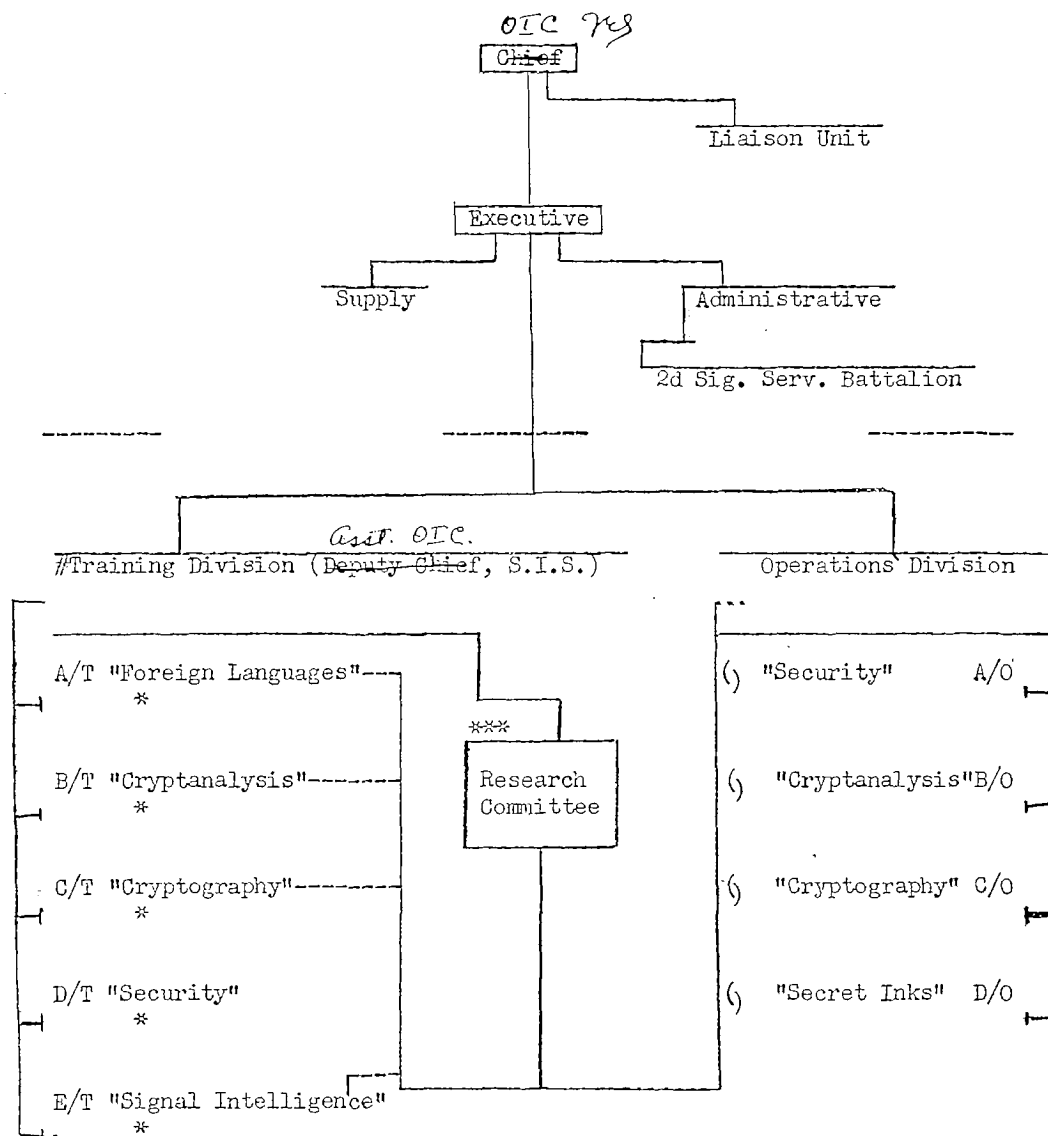 OIC Yes
Chief
Liaison Unit
Executive
Supply
Administrative
2d Sig. Serv. Battalion
Asst. OIC.
#Training Division (Deputy Chief, S.I.S.)
Operations Division
A/T "Foreign Languages"
*
B/T "Cryptanalysis"
*
C/T "Cryptography"
*
D/T "Security"
*
E/T "Signal Intelligence"
*
***
Research
Committee
() "Security" A/O
() "Cryptanalysis" B/O
() "Cryptography" C/O
() "Secret Inks" D/O